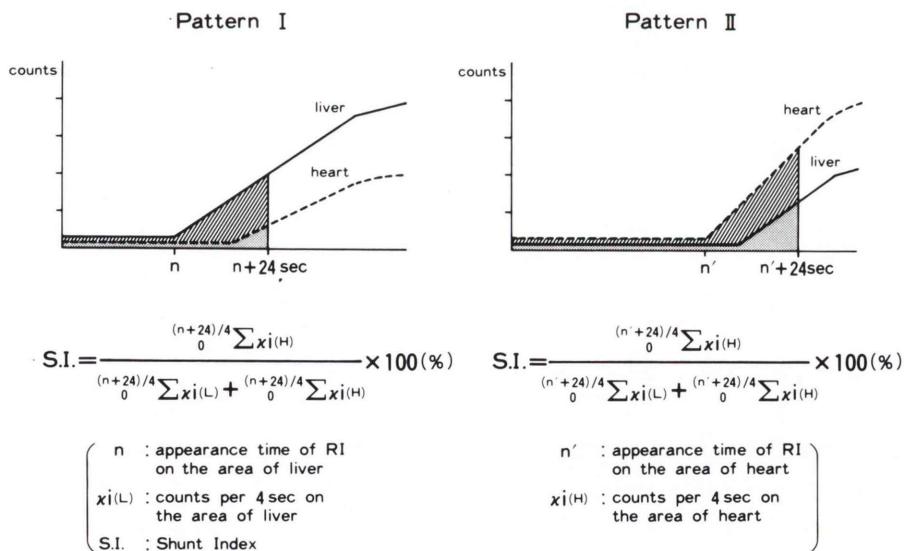 Pattern I
counts
liver
heart
n
n+24 sec
S.I.= (n+24)/4 0 ∑ xi(H) / (n+24)/4 0 ∑ xi(L) + (n+24)/4 0 ∑ xi(H) ×100(%)
n : appearance time of RI
on the area of liver
xi(L) : counts per 4 sec on
the area of liver
S.I. : Shunt Index
Pattern II
counts
heart
liver
n′
n′+24sec
S.I.= (n′+24)/4 0 ∑ xi(H) / (n′+24)/4 0 ∑ xi(L) + (n′+24)/4 0 ∑ xi(H) ×100(%)
n′ : appearance time of RI
on the area of heart
xi(H) : counts per 4 sec on
the area of heart